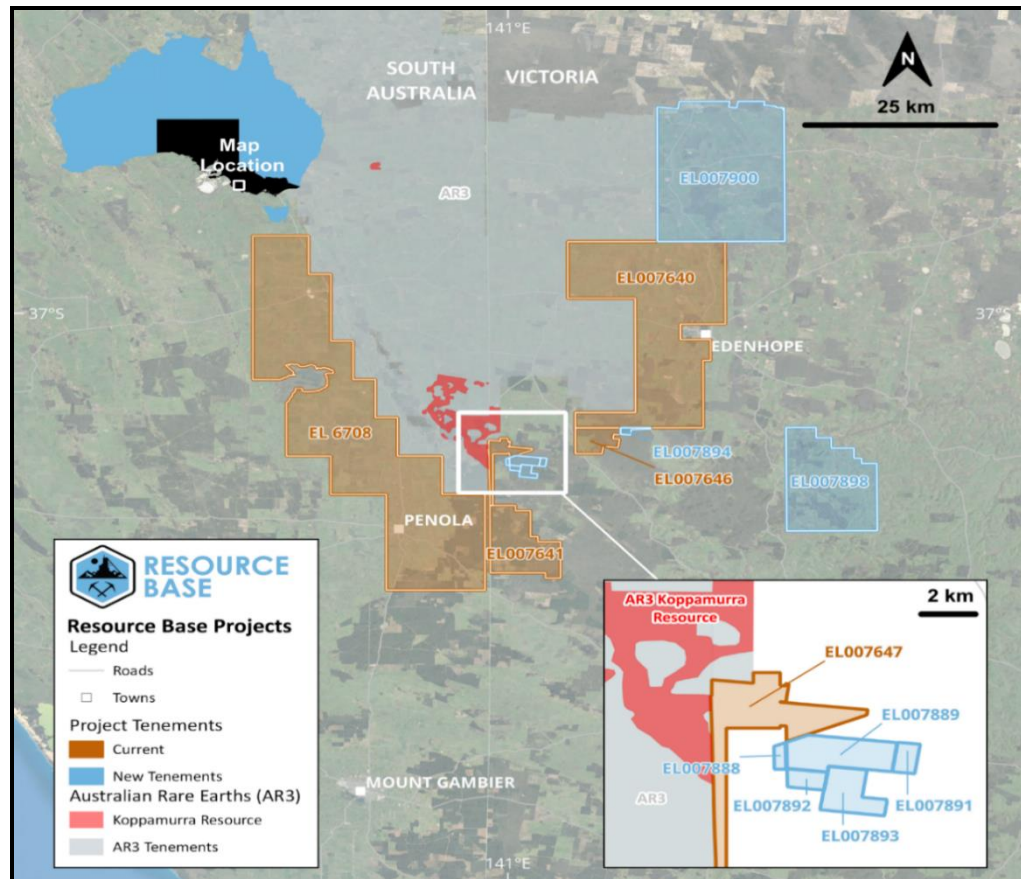 141°E
SOUTH AUSTRALIA
VICTORIA
N
25 km
Map
Location
AR3
EL007900
EL007640
37°S
37°S
EDENHOPE
EL 6708
EL007894
EL007646
EL007898
PENOLA
EL007641
RESOURCE
BASE
Resource Base Projects
Legend
Roads
Towns
Project Tenements
Current
New Tenements
Australian Rare Earths (AR3)
Koppamurra Resource
AR3 Tenements
MOUNT GAMBIER
141°E
AR3 Koppamurra
Resource
2 km
EL007647
EL007889
EL007888
AR3
EL007892
EL007891
EL007893